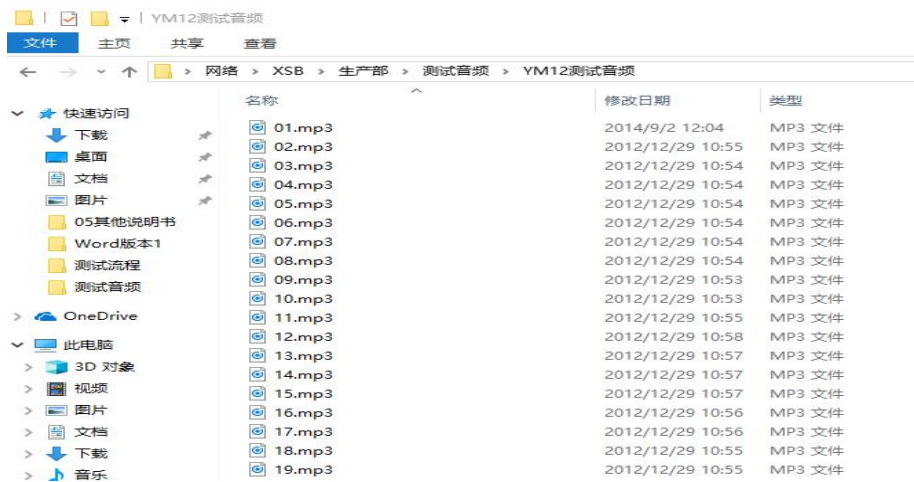 YM12测试音频
文件 主页 共享 查看
网络 > XSB > 生产部 > 测试音频 > YM12测试音频
名称 修改日期 类型
快速访问
下载
桌面
文档
图片
05其他说明书
Word版本1
测试流程
测试音频
OneDrive
此电脑
3D 对象
视频
图片
文档
下载
音乐
01.mp3 2014/9/2 12:04 MP3 文件
02.mp3 2012/12/29 10:55 MP3 文件
03.mp3 2012/12/29 10:54 MP3 文件
04.mp3 2012/12/29 10:54 MP3 文件
05.mp3 2012/12/29 10:54 MP3 文件
06.mp3 2012/12/29 10:54 MP3 文件
07.mp3 2012/12/29 10:54 MP3 文件
08.mp3 2012/12/29 10:54 MP3 文件
09.mp3 2012/12/29 10:53 MP3 文件
10.mp3 2012/12/29 10:53 MP3 文件
11.mp3 2012/12/29 10:55 MP3 文件
12.mp3 2012/12/29 10:58 MP3 文件
13.mp3 2012/12/29 10:57 MP3 文件
14.mp3 2012/12/29 10:57 MP3 文件
15.mp3 2012/12/29 10:57 MP3 文件
16.mp3 2012/12/29 10:56 MP3 文件
17.mp3 2012/12/29 10:56 MP3 文件
18.mp3 2012/12/29 10:55 MP3 文件
19.mp3 2012/12/29 10:55 MP3 文件